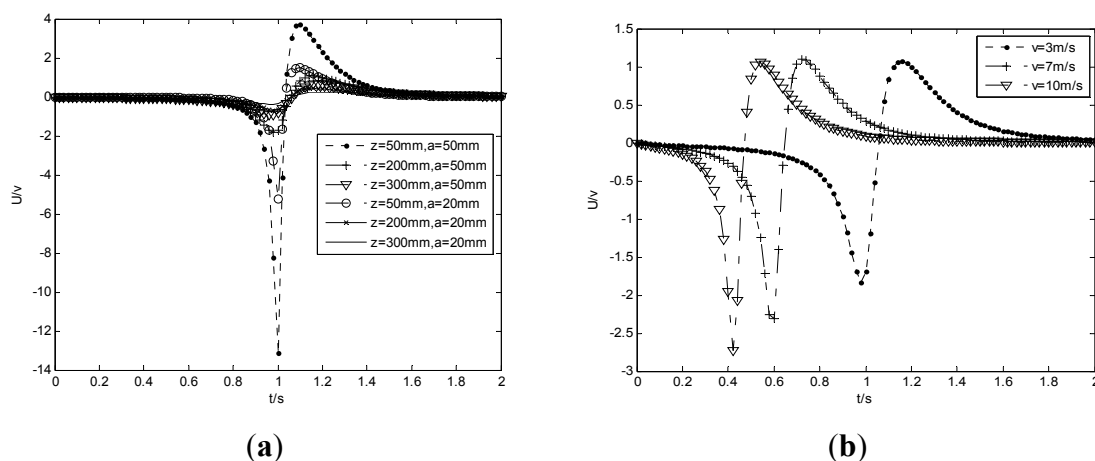 4
2
0
-2
-4
-6
-8
-10
-12
-14
U/v
0 0.2 0.4 0.6 0.8 1 1.2 1.4 1.6 1.8 2
t/s
z=50mm,a=50mm
z=200mm,a=50mm
z=300mm,a=50mm
z=50mm,a=20mm
z=200mm,a=20mm
z=300mm,a=20mm
(a)
1.5
1
0.5
0
-0.5
-1
-1.5
-2
-2.5
-3
U/v
0 0.2 0.4 0.6 0.8 1 1.2 1.4 1.6 1.8 2
t/s
v=3m/s
v=7m/s
v=10m/s
(b)